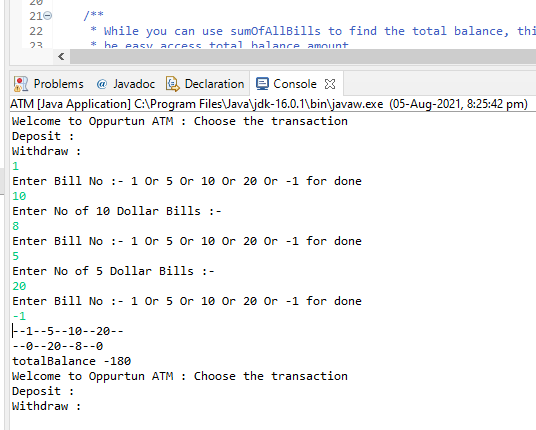 20
21 /**
22 * While you can use sumOfAllBills to find the total balance, thi
23 * be easy access total balance amount
Problems @ Javadoc Declaration Console
ATM [Java Application] C:\Program Files\Java\jdk-16.0.1\bin\javaw.exe (05-Aug-2021, 8:25:42 pm)
Welcome to Oppurtun ATM : Choose the transaction
Deposit :
Withdraw :
1
Enter Bill No :- 1 Or 5 Or 10 Or 20 Or -1 for done
10
Enter No of 10 Dollar Bills :-
8
Enter Bill No :- 1 Or 5 Or 10 Or 20 Or -1 for done
5
Enter No of 5 Dollar Bills :-
20
Enter Bill No :- 1 Or 5 Or 10 Or 20 Or -1 for done
-1
--1--5--10--20--
--0--20--8--0
totalBalance -180
Welcome to Oppurtun ATM : Choose the transaction
Deposit :
Withdraw :